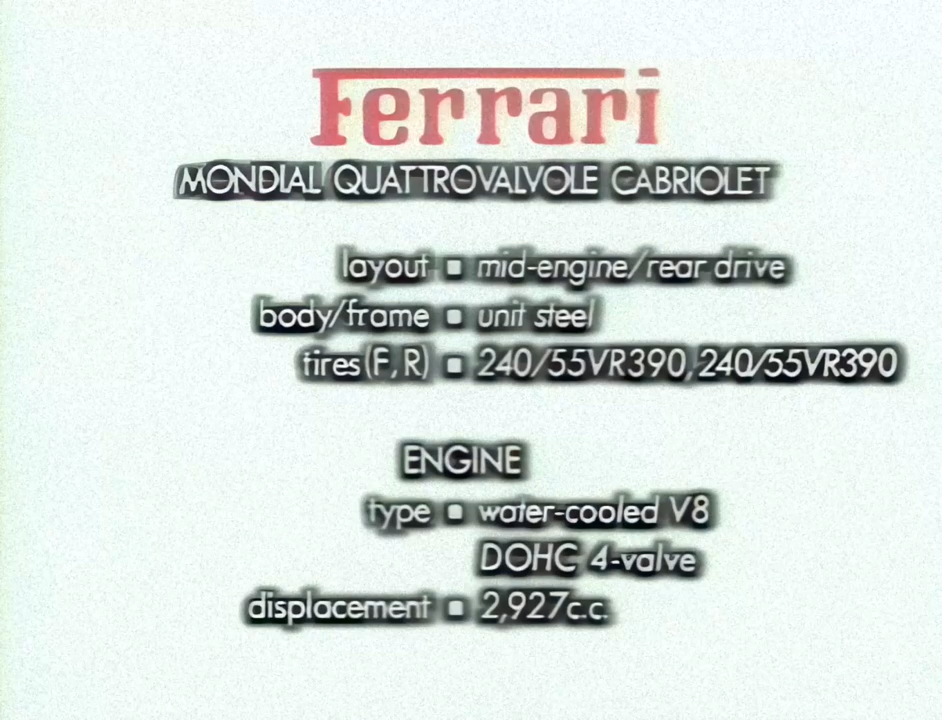 Ferrari
MONDIAL QUATTROVALVOLE CABRIOLET
layout ▪ mid-engine/rear drive
body/frame ▪ unit steel
tires (F, R) ▪ 240/55VR390, 240/55VR390
ENGINE
type ▪ water-cooled V8
DOHC 4-valve
displacement ▪ 2,927c.c.